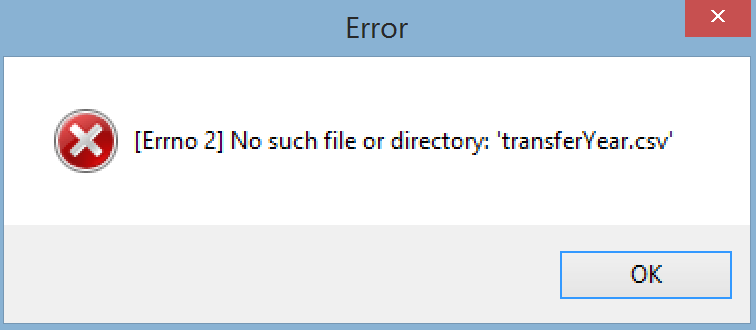 Error
[Errno 2] No such file or directory: 'transferYear.csv'
OK